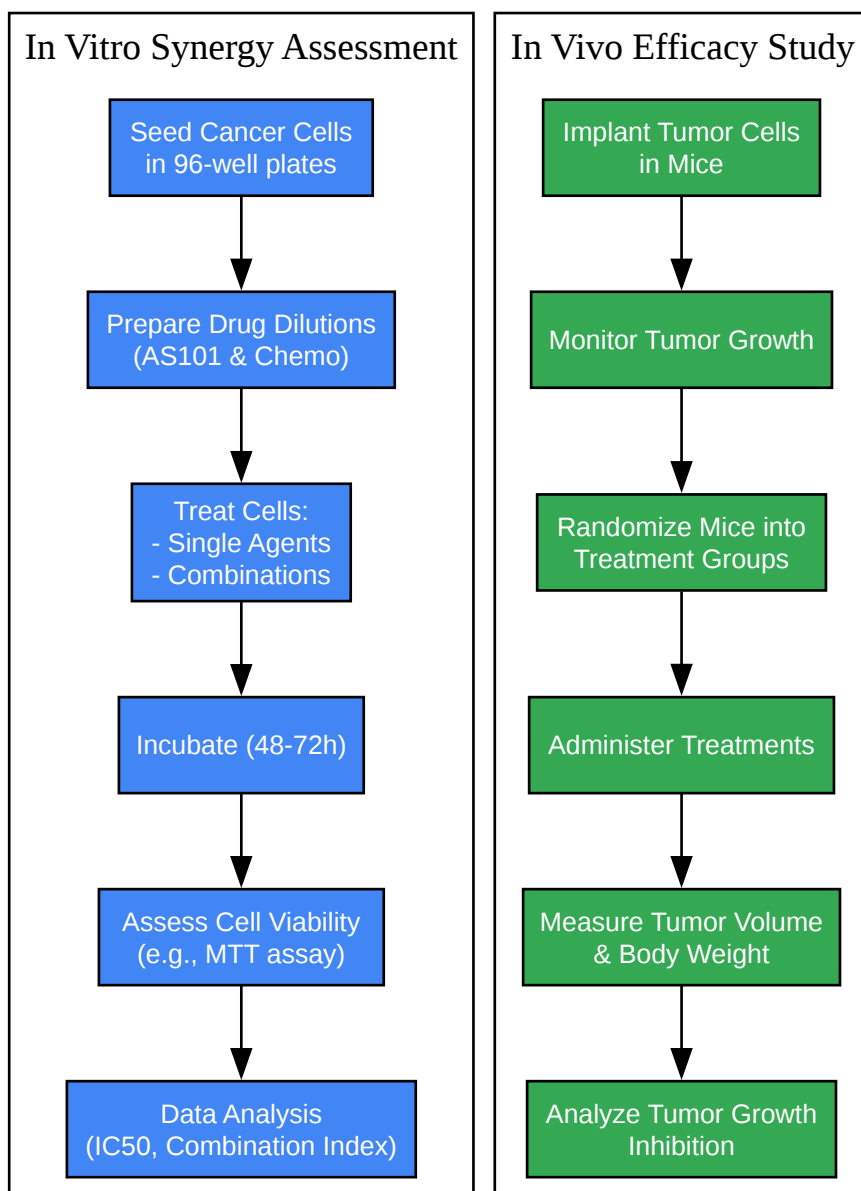 In Vitro Synergy Assessment
Seed Cancer Cells
in 96-well plates
Prepare Drug Dilutions
(AS101 & Chemo)
Treat Cells:
- Single Agents
- Combinations
Incubate (48-72h)
Assess Cell Viability
(e.g., MTT assay)
Data Analysis
(IC50, Combination Index)
In Vivo Efficacy Study
Implant Tumor Cells
in Mice
Monitor Tumor Growth
Randomize Mice into
Treatment Groups
Administer Treatments
Measure Tumor Volume
& Body Weight
Analyze Tumor Growth
Inhibition